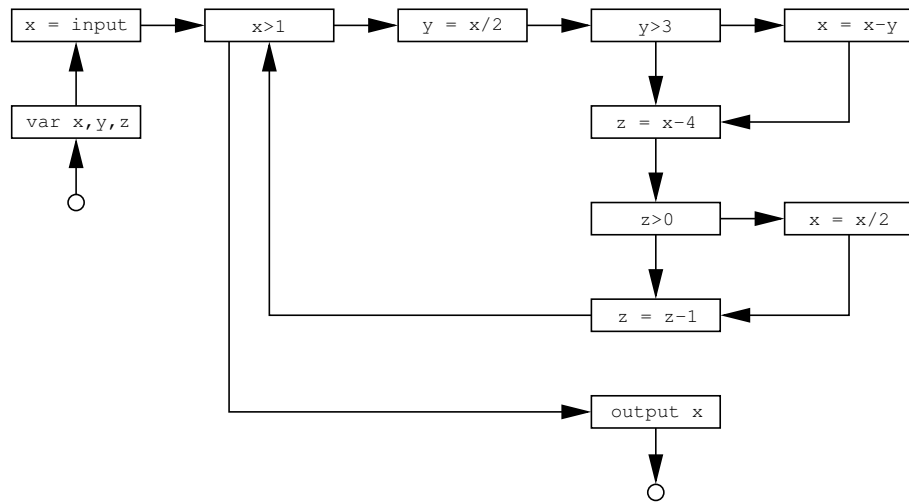 x = input
x>1
y = x/2
y>3
x = x-y
var x,y,z
z = x-4
z>0
x = x/2
z = z-1
output x